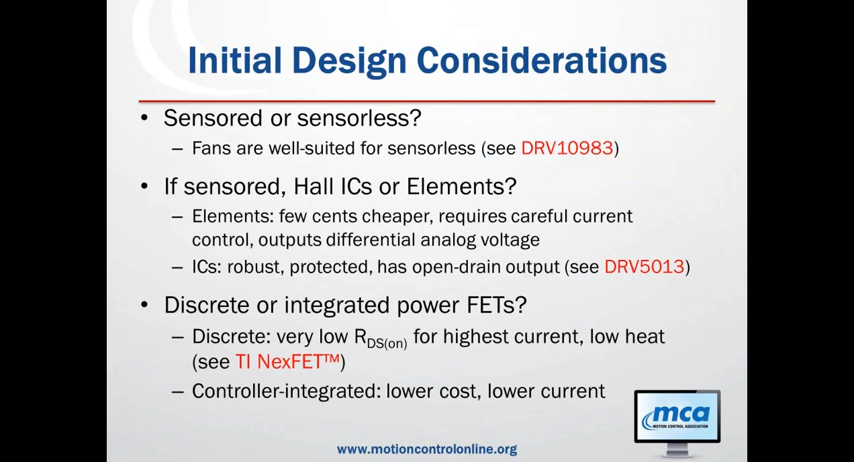 Initial Design Considerations
• Sensored or sensorless?
– Fans are well-suited for sensorless (see DRV10983)
• If sensored, Hall ICs or Elements?
– Elements: few cents cheaper, requires careful current
control, outputs differential analog voltage
– ICs: robust, protected, has open-drain output (see DRV5013)
• Discrete or integrated power FETs?
– Discrete: very low RDS(on) for highest current, low heat
(see TI NexFET™)
– Controller-integrated: lower cost, lower current
mca
MOTION CONTROL ASSOCIATION
www.motioncontrolonline.org